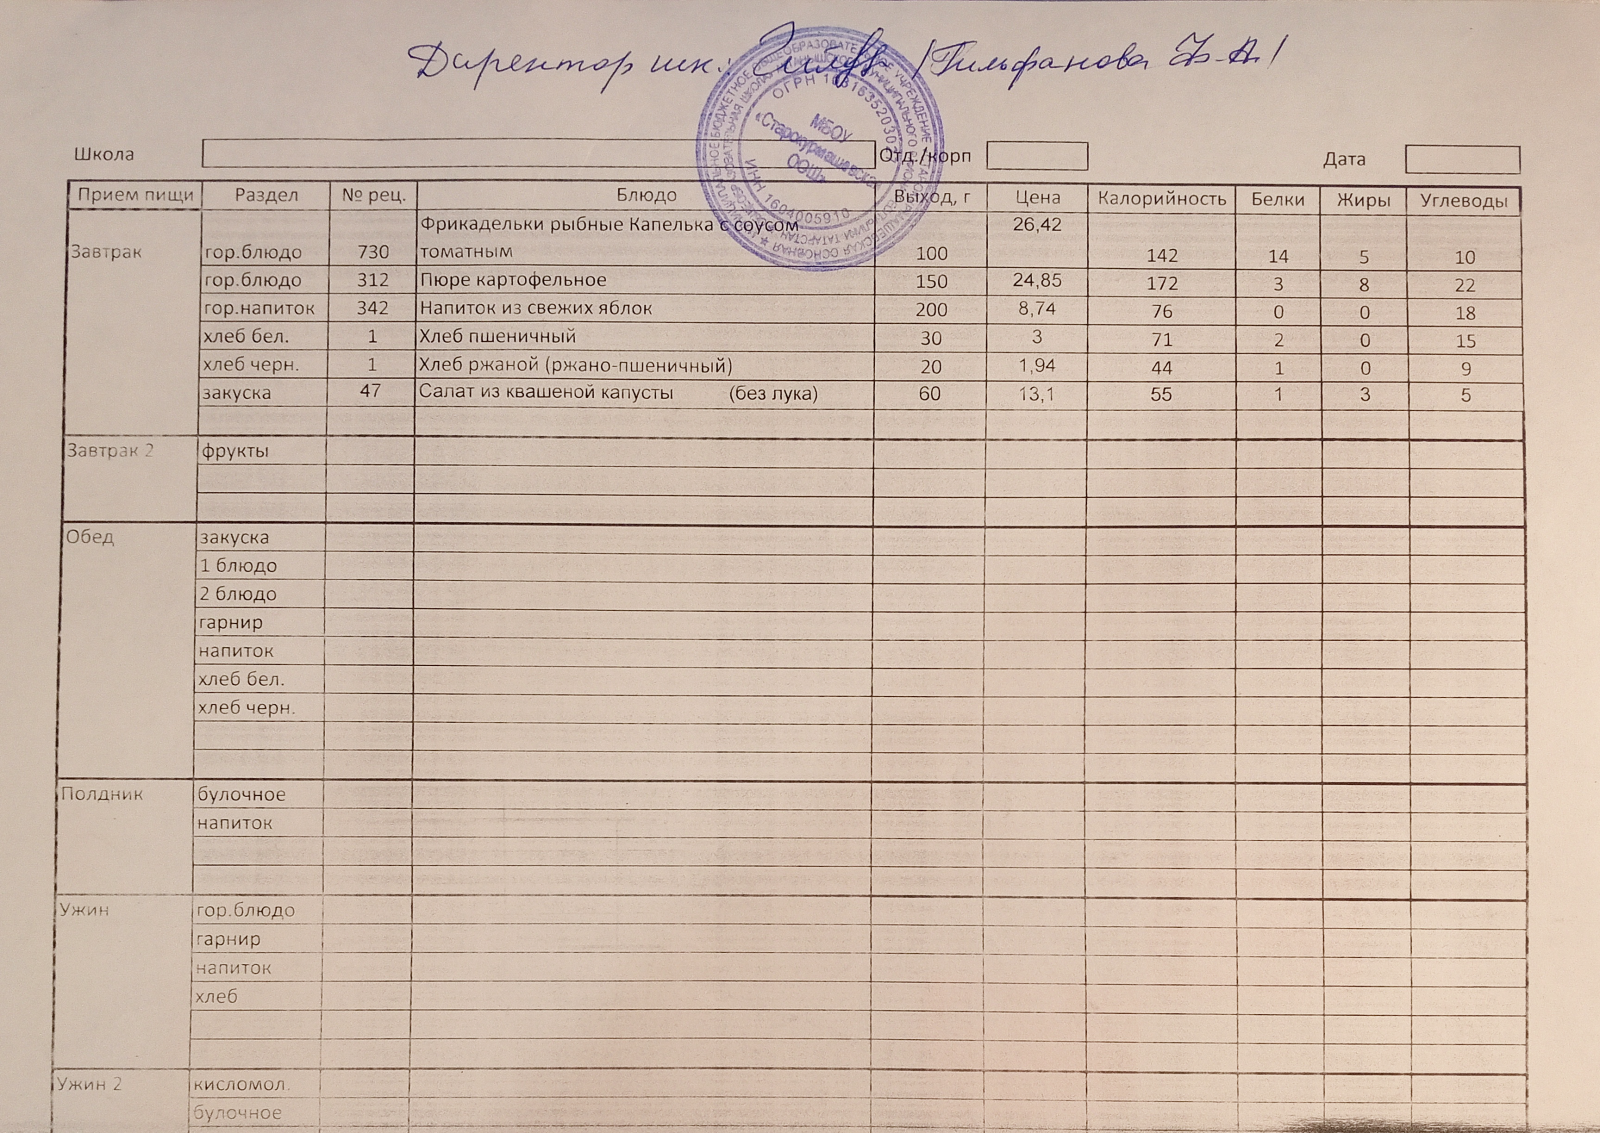 Директор шк. /Гильфанова Ф.А./
МБОУ
«Старокурмашевская
ООШ»
ИНН 1604005910
Школа Отд./корп Дата
Прием пищи Раздел № рец. Блюдо Выход, г Цена Калорийность Белки Жиры Углеводы
Фрикадельки рыбные Капелька с соусом 26,42
Завтрак гор.блюдо 730 томатным 100 142 14 5 10
гор.блюдо 312 Пюре картофельное 150 24,85 172 3 8 22
гор.напиток 342 Напиток из свежих яблок 200 8,74 76 0 0 18
хлеб бел. 1 Хлеб пшеничный 30 3 71 2 0 15
хлеб черн. 1 Хлеб ржаной (ржано-пшеничный) 20 1,94 44 1 0 9
закуска 47 Салат из квашеной капусты (без лука) 60 13,1 55 1 3 5
Завтрак 2 фрукты
Обед закуска
1 блюдо
2 блюдо
гарнир
напиток
хлеб бел.
хлеб черн.
Полдник булочное
напиток
Ужин гор.блюдо
гарнир
напиток
хлеб
Ужин 2 кисломол.
булочное